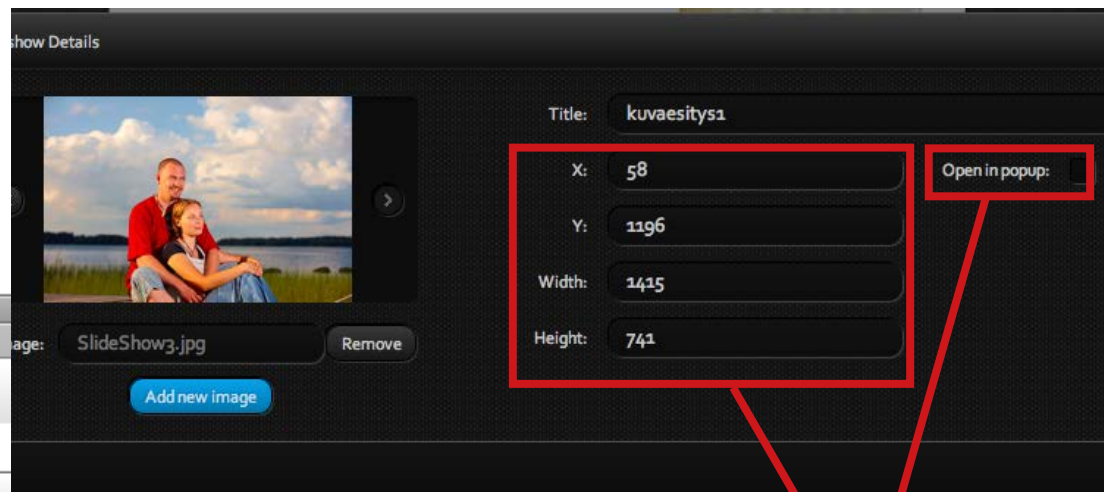 show Details
Title: kuvaesitys1
X: 58
Open in popup:
Y: 1196
Width: 1415
Height: 741
age: SlideShow3.jpg
Remove
Add new image